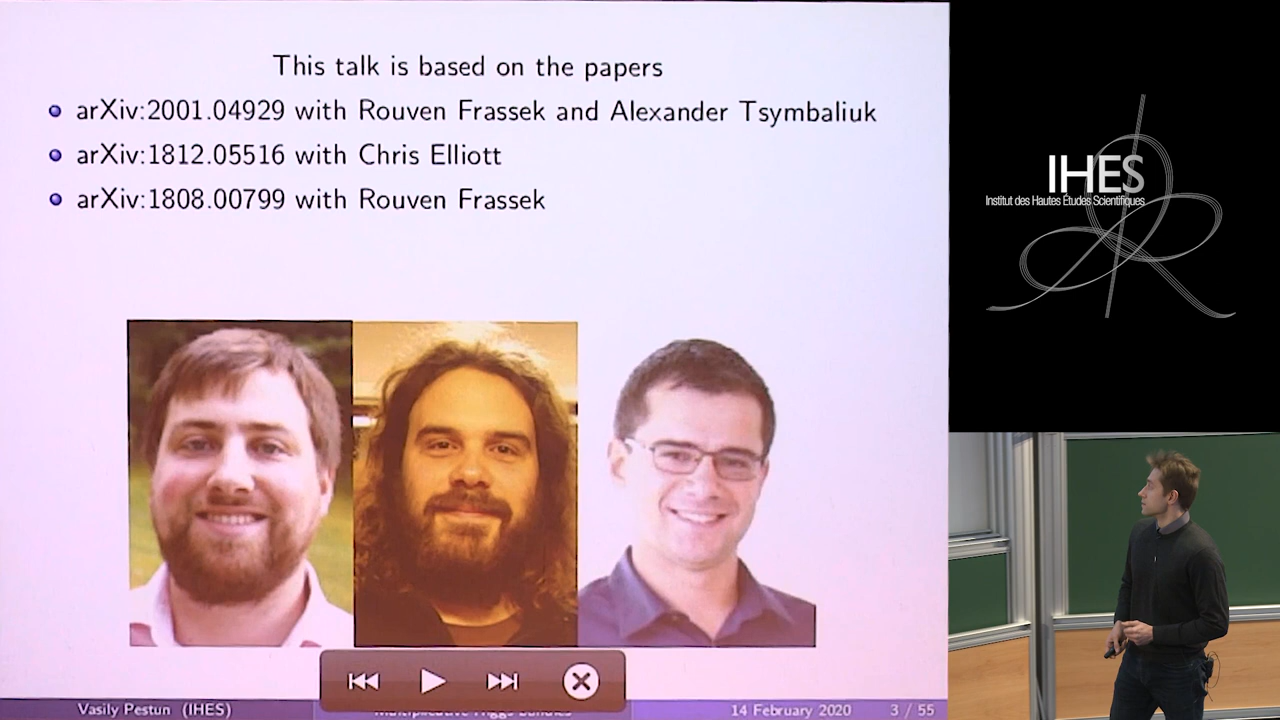 This talk is based on the papers
arXiv:2001.04929 with Rouven Frassek and Alexander Tsymbaliuk
arXiv:1812.05516 with Chris Elliott
arXiv:1808.00799 with Rouven Frassek
Vasily Pestun (IHES)
14 February 2020
3 / 55
IHES
Institut des Hautes Études Scientifiques